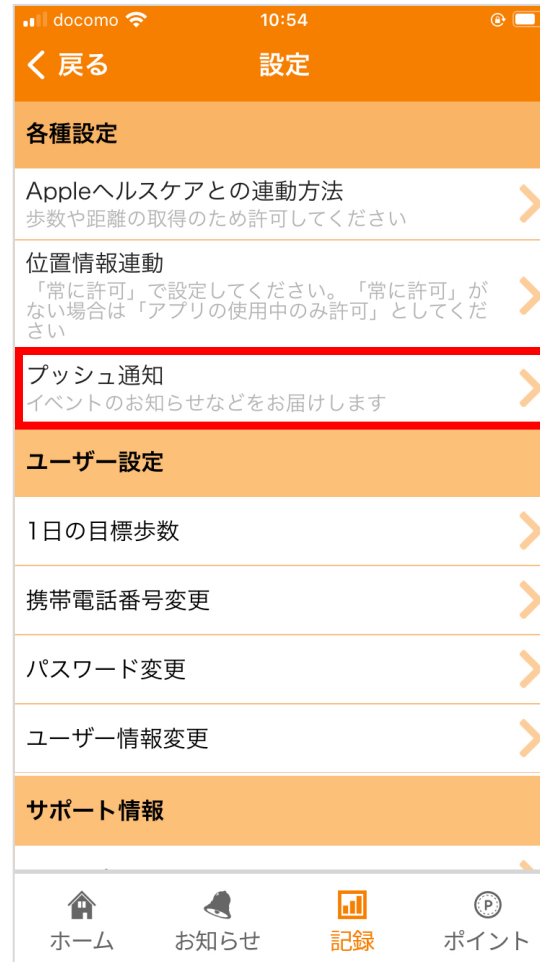 docomo 10:54
戻る 設定
各種設定
Appleヘルスケアとの連動方法
歩数や距離の取得のため許可してください
位置情報連動
「常に許可」で設定してください。「常に許可」が
ない場合は「アプリの使用中のみ許可」としてくだ
さい
プッシュ通知
イベントのお知らせなどをお届けします
ユーザー設定
1日の目標歩数
携帯電話番号変更
パスワード変更
ユーザー情報変更
サポート情報
ホーム お知らせ 記録 P ポイント